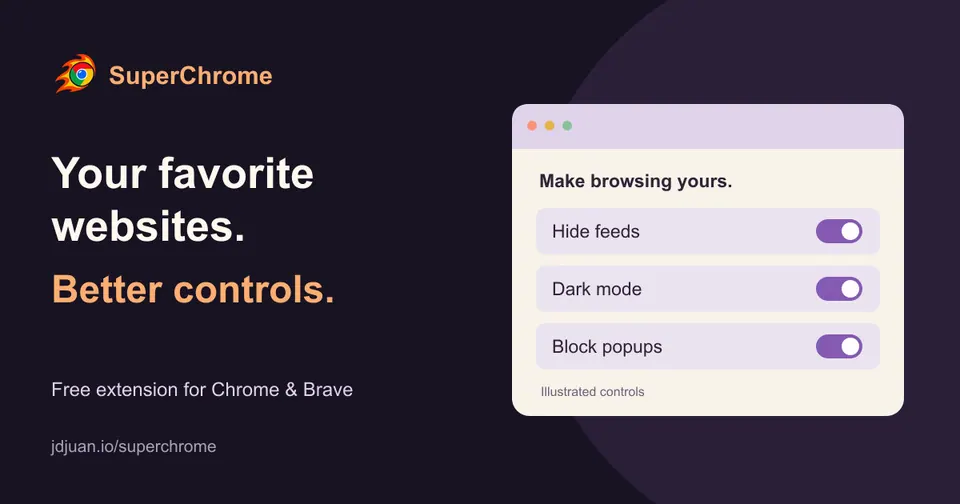 SuperChrome
Your favorite
websites.
Better controls.
Free extension for Chrome & Brave
jdjuan.io/superchrome
Make browsing yours.
Hide feeds
Dark mode
Block popups
Illustrated controls